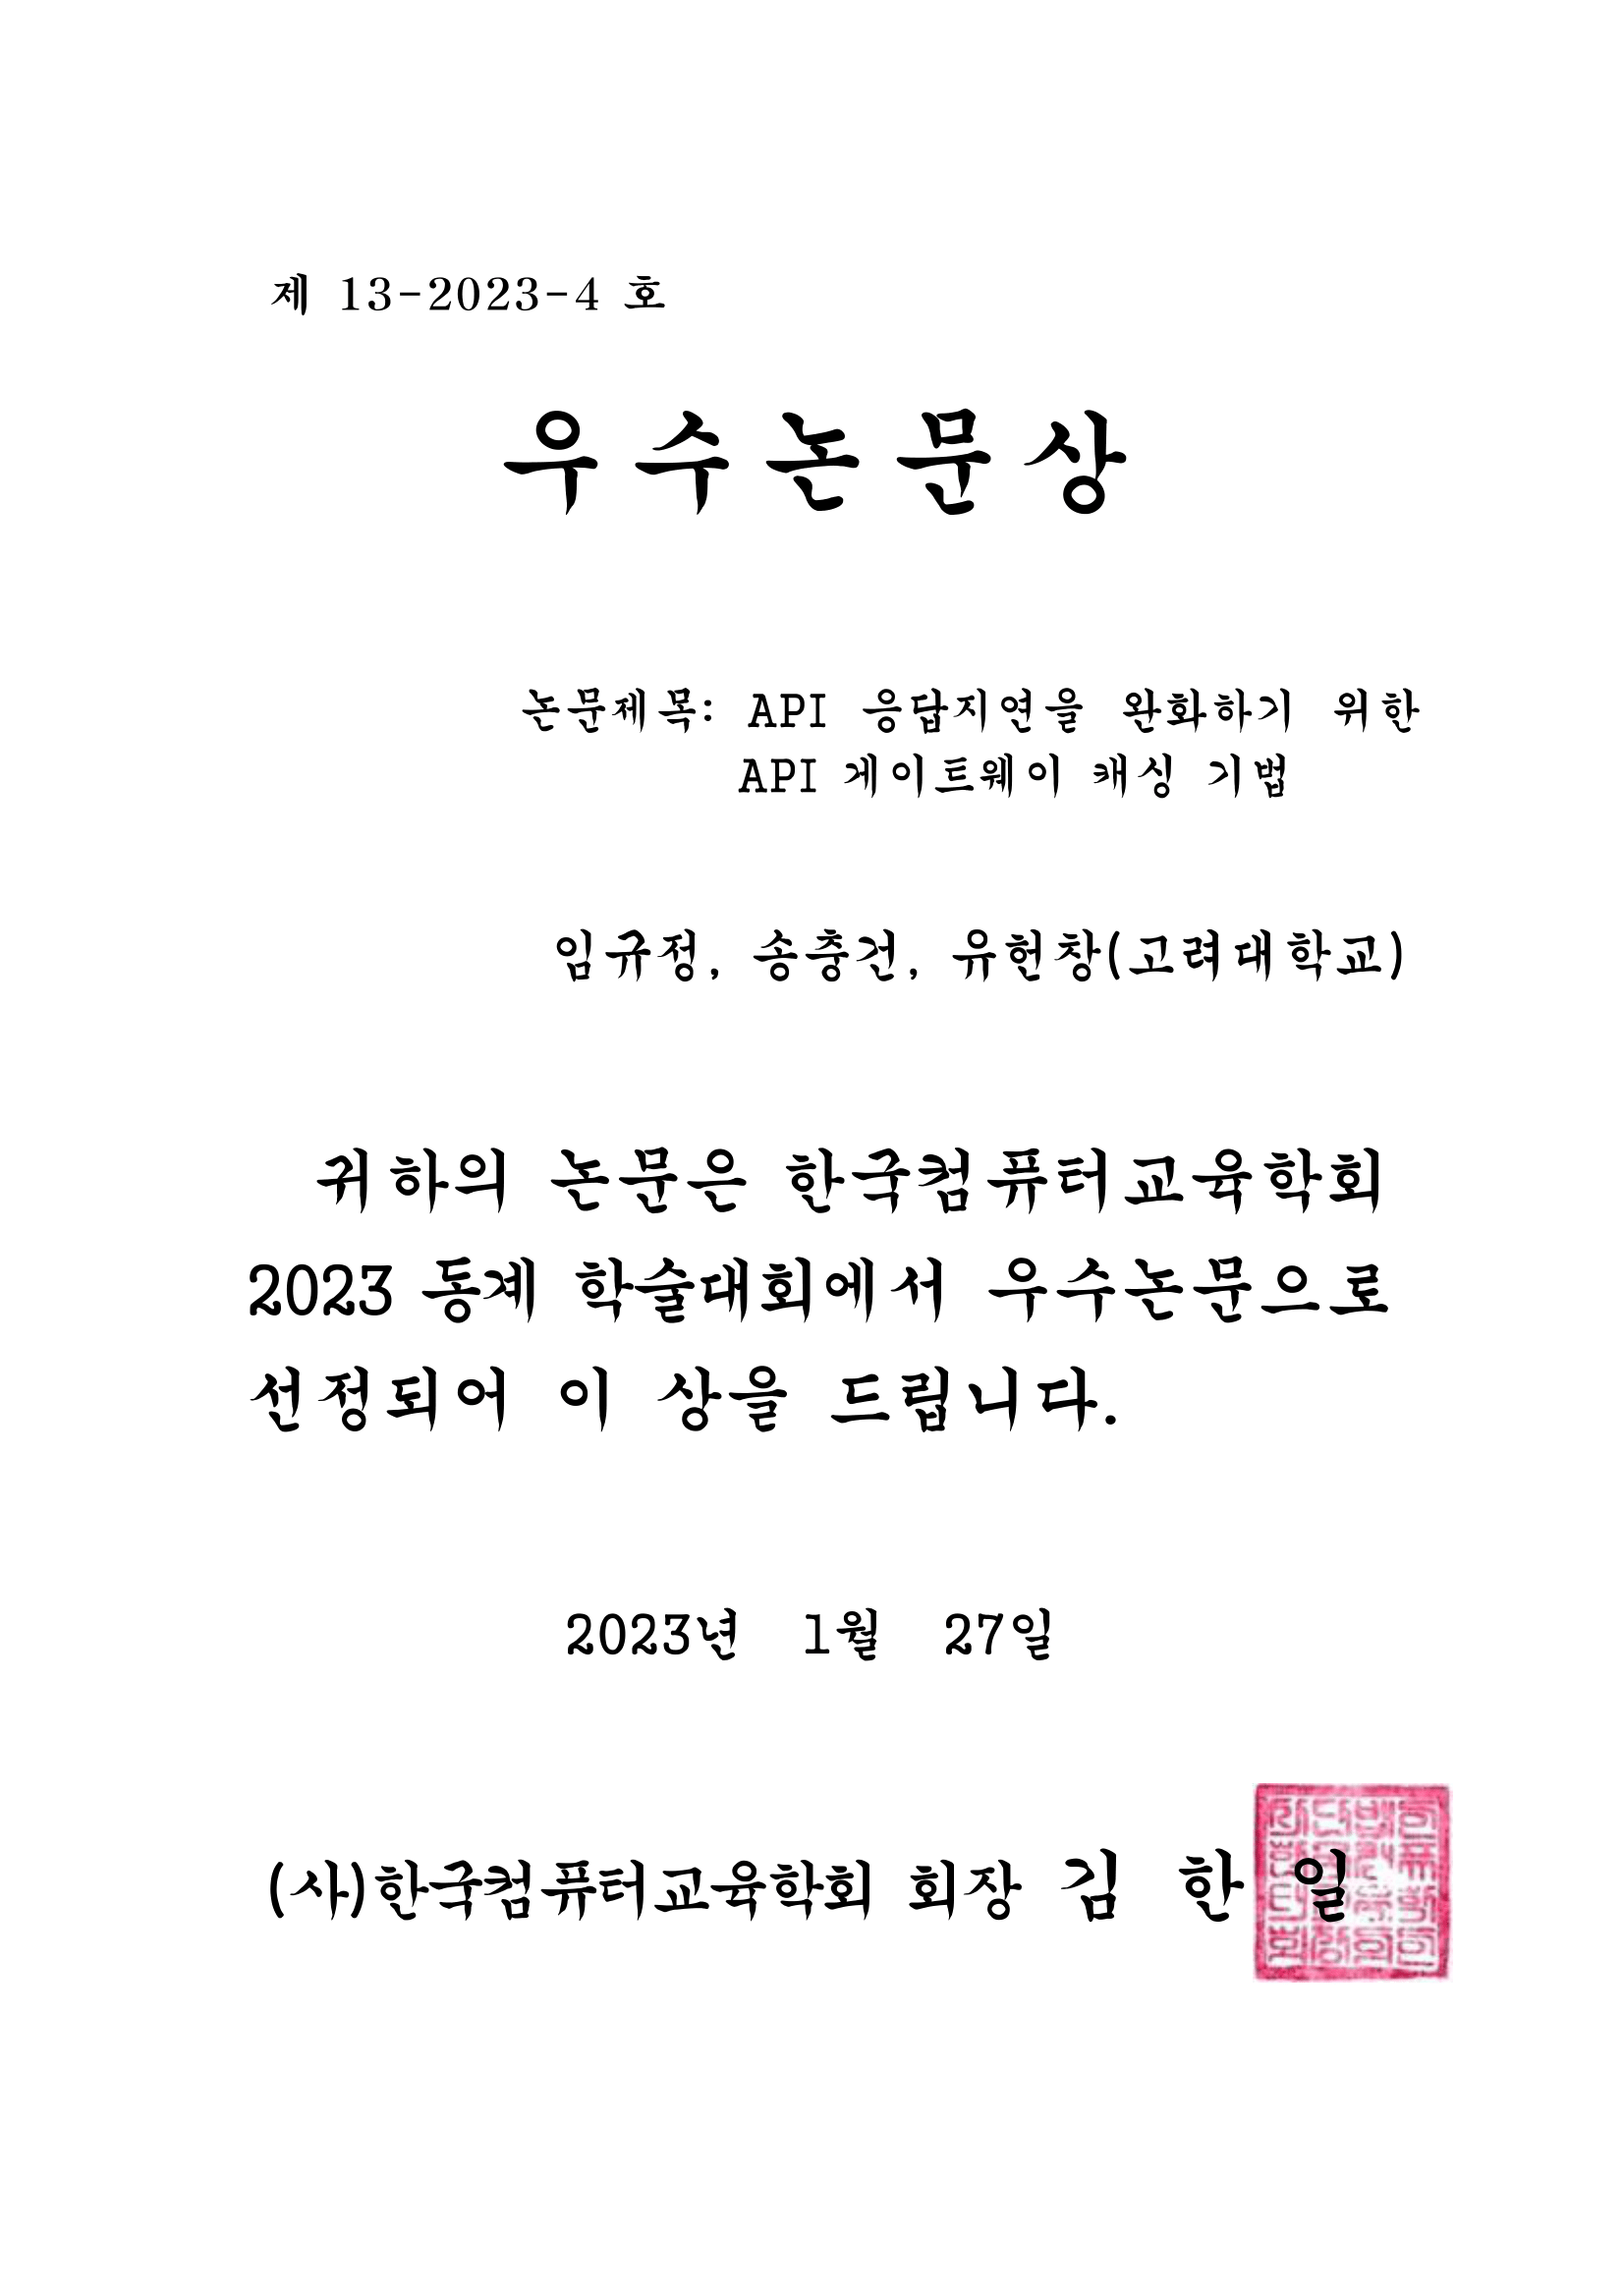 제 13-2023-4 호
우수논문상
논문제목: API 응답지연을 완화하기 위한
API 게이트웨이 캐싱 기법
임규정, 송충건, 유헌창(고려대학교)
귀하의 논문은 한국컴퓨터교육학회
2023 동계 학술대회에서 우수논문으로
선정되어 이 상을 드립니다.
2023년 1월 27일
(사)한국컴퓨터교육학회 회장 김 한 일